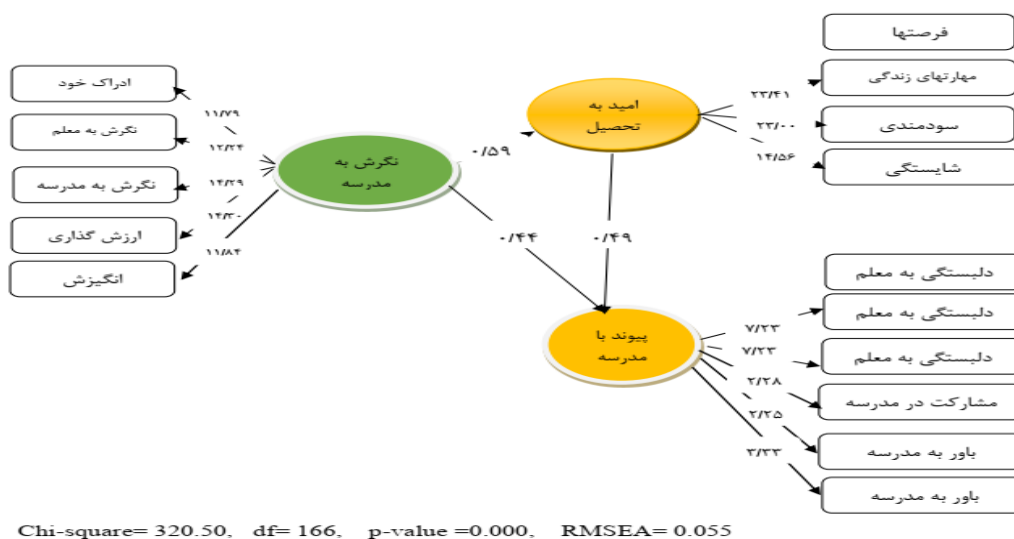 فرصتها
مهارتهای زندگی
سودمندی
شایستگی
۲۳/۴۱
۲۳/۰۰
۱۴/۵۶
امید به
تحصیل
ادراک خود
نگرش به معلم
نگرش به مدرسه
ارزش گذاری
انگیزش
۱۱/۷۹
۱۲/۲۴
۱۴/۲۹
۱۴/۳۰
۱۱/۸۴
نگرش به
مدرسه
۰/۵۹
۰/۴۴
۰/۴۹
پیوند با
مدرسه
۷/۲۳
۷/۲۳
۲/۲۸
۲/۲۵
۳/۳۳
دلبستگی به معلم
دلبستگی به معلم
دلبستگی به معلم
مشارکت در مدرسه
باور به مدرسه
باور به مدرسه
Chi-square= 320.50, df= 166, p-value =0.000, RMSEA= 0.055